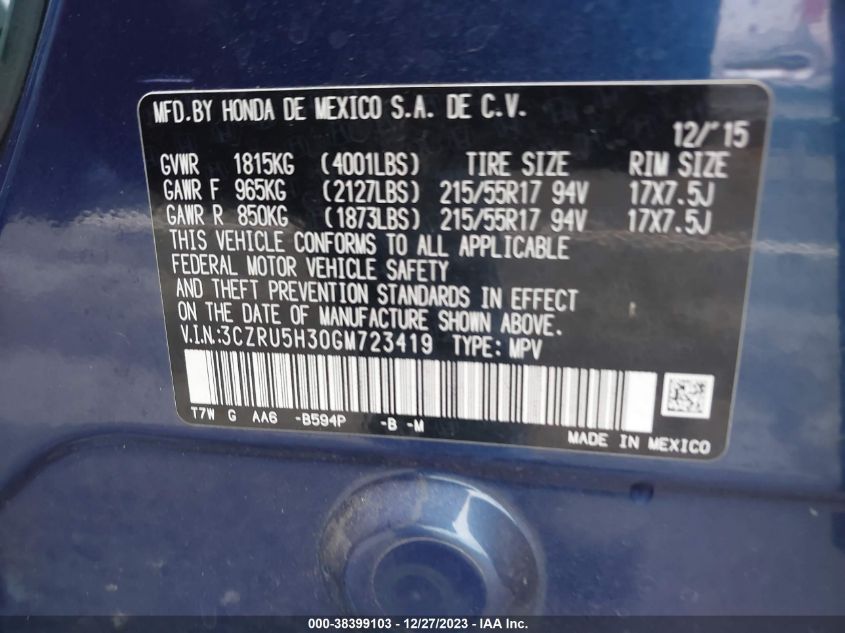 MFD.BY HONDA DE MEXICO S.A. DE C.V.
12/'15
GVWR 1815KG (4001LBS) TIRE SIZE RIM SIZE
GAWR F 965KG (2127LBS) 215/55R17 94V 17X7.5J
GAWR R 850KG (1873LBS) 215/55R17 94V 17X7.5J
THIS VEHICLE CONFORMS TO ALL APPLICABLE
FEDERAL MOTOR VEHICLE SAFETY
AND THEFT PREVENTION STANDARDS IN EFFECT
ON THE DATE OF MANUFACTURE SHOWN ABOVE.
V.I.N.:3CZRU5H30GM723419 TYPE: MPV
T7W G AA6 -B594P -B -M
MADE IN MEXICO
000-38399103 - 12/27/2023 - IAA Inc.